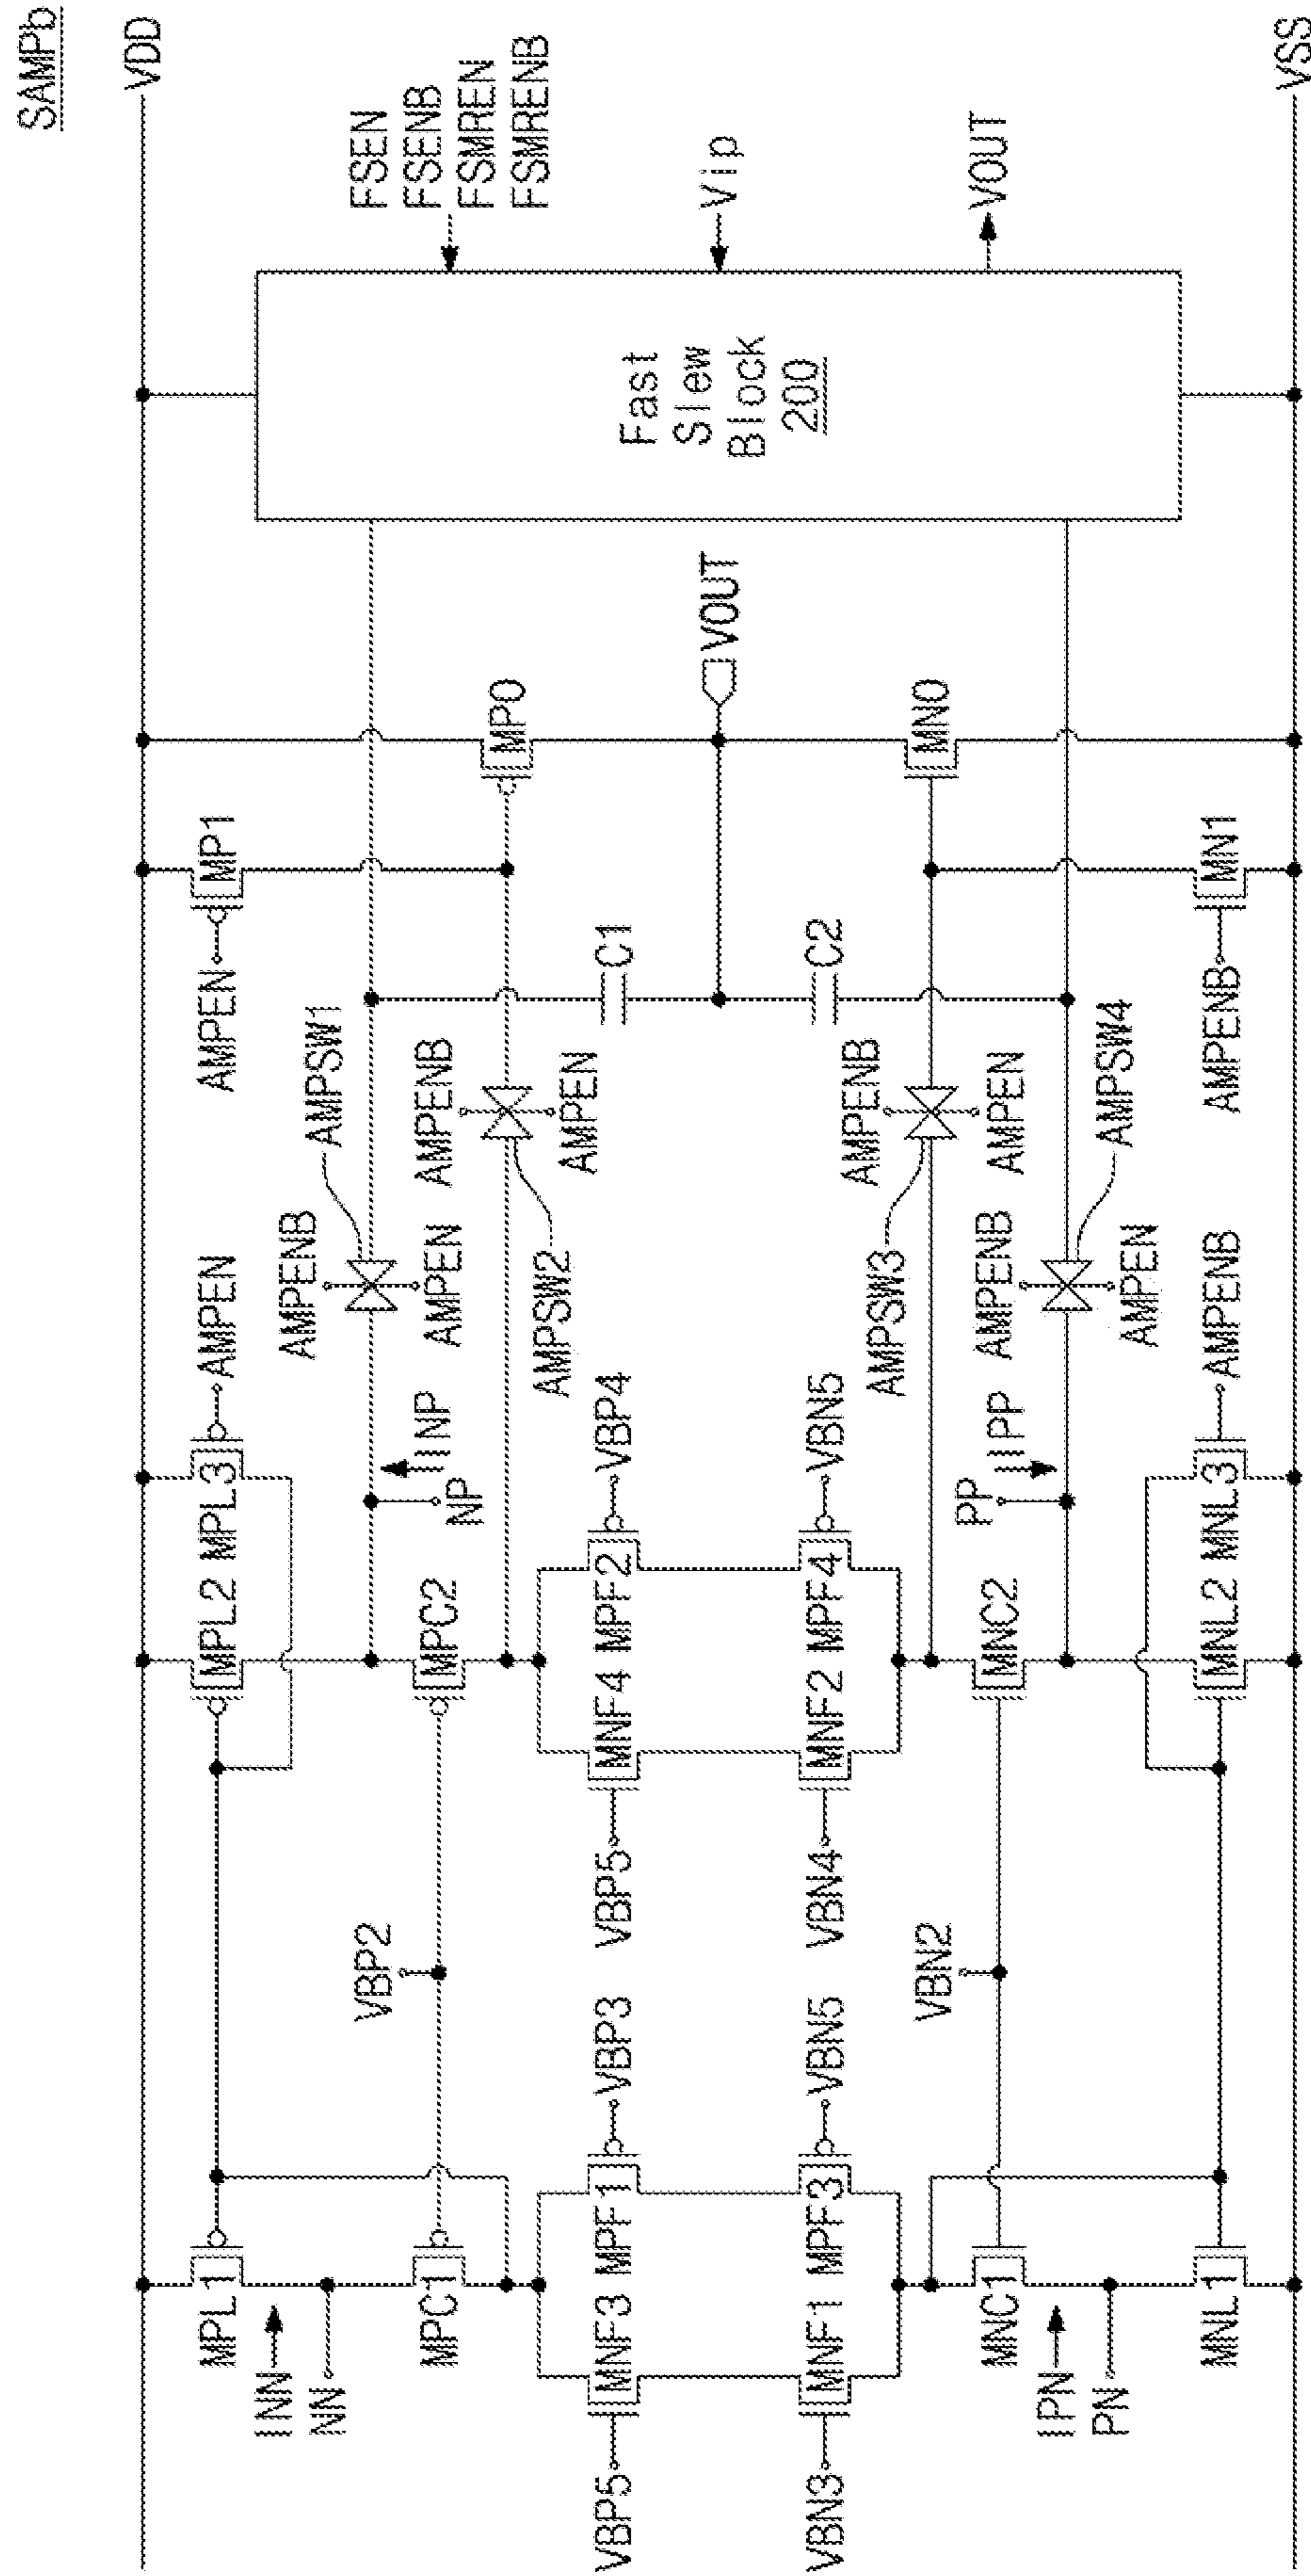 SAMPb
VDD
FSEN
FSENB
FSMREN
FSMRENB
Vip
VOUT
VSS
Fast
Slew
Block
200
VOUT
MPO
MNO
MP1
AMPEN
MN1
AMPENB
C1
C2
AMPSW1
AMPENB
AMPEN
AMPENB
AMPEN
AMPSW2
AMPENB
AMPEN
AMPSW3
AMPENB
AMPEN
AMPSW4
MPL2
MPL3
AMPEN
INP
NP
MPC2
MNF4
MPF2
VBP4
VBP5
MNF2
MPF4
VBN5
VBN4
PP
IPP
MNC2
MNL2
MNL3
AMPENB
VBP2
VBN2
MPL1
INN
NN
MPC1
MNF3
MPF1
VBP3
VBP5
MNF1
MPF3
VBN5
VBN3
MNC1
IPN
PN
MNL1